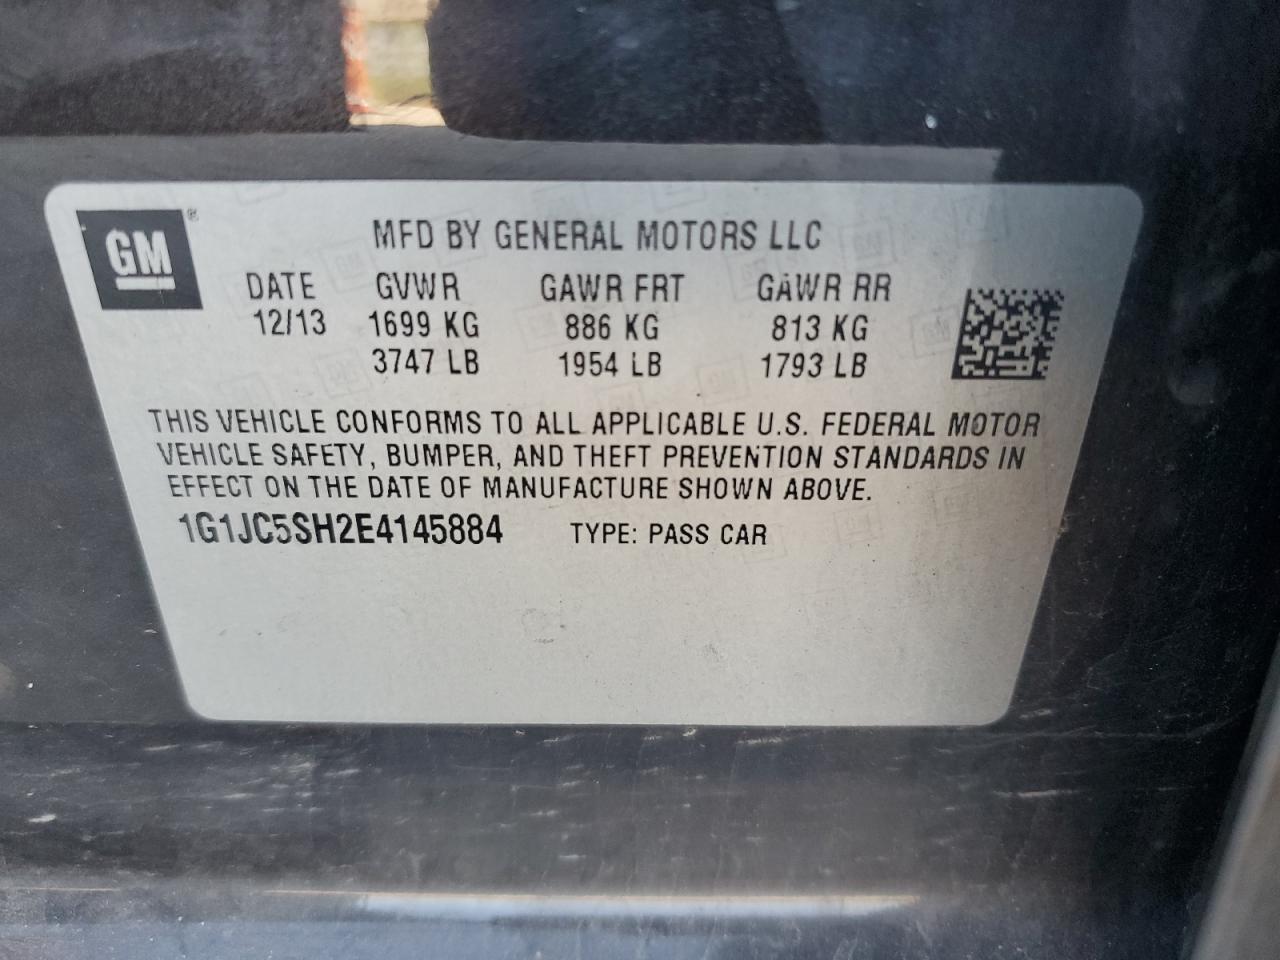 GM®
MFD BY GENERAL MOTORS LLC
DATE GVWR GAWR FRT GAWR RR
12/13 1699 KG 886 KG 813 KG
3747 LB 1954 LB 1793 LB
THIS VEHICLE CONFORMS TO ALL APPLICABLE U.S. FEDERAL MOTOR
VEHICLE SAFETY, BUMPER, AND THEFT PREVENTION STANDARDS IN
EFFECT ON THE DATE OF MANUFACTURE SHOWN ABOVE.
1G1JC5SH2E4145884 TYPE: PASS CAR